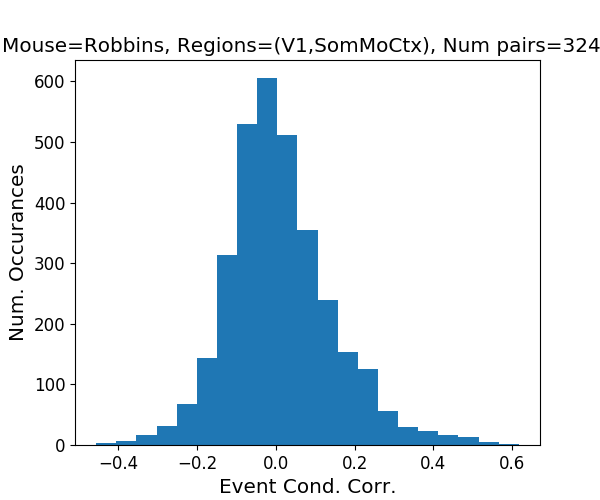 Mouse=Robbins, Regions=(V1,SomMoCtx), Num pairs=324
600
500
400
300
200
100
0
Num. Occurances
−0.4 −0.2 0.0 0.2 0.4 0.6
Event Cond. Corr.